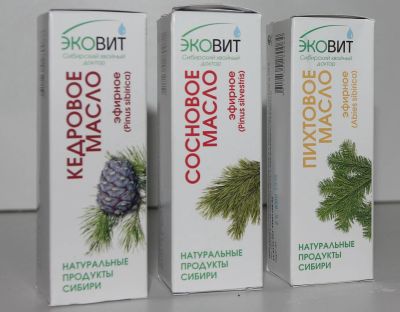 ЭКОВИТ
Сибирский хвойный
доктор
КЕДРОВОЕ
МАСЛО
эфирное
(Pinus sibirica)
НАТУРАЛЬНЫЕ
ПРОДУКТЫ
СИБИРИ
ЭКОВИТ
Сибирский хвойный
доктор
СОСНОВОЕ
МАСЛО
эфирное
(Pinus silvestris)
НАТУРАЛЬНЫЕ
ПРОДУКТЫ
СИБИРИ
ЭКОВИТ
Сибирский хвойный
доктор
ПИХТОВОЕ
МАСЛО
эфирное
(Abies sibirica)
НАТУРАЛЬНЫЕ
ПРОДУКТЫ
СИБИРИ